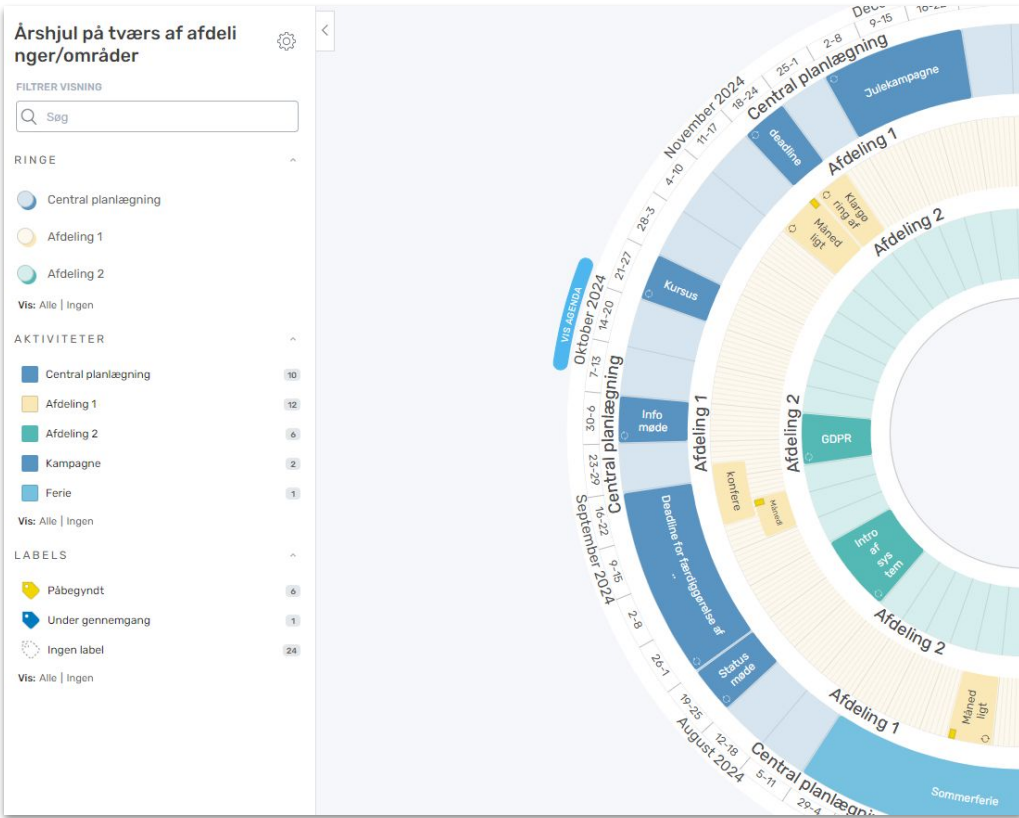 Årshjul på tværs af afdeli
nger/områder
FILTRER VISNING
Søg
RINGE
Central planlægning
Afdeling 1
Afdeling 2
Vis: Alle | Ingen
AKTIVITETER
Central planlægning 10
Afdeling 1 12
Afdeling 2 6
Kampagne 2
Ferie 1
Vis: Alle | Ingen
LABELS
Påbegyndt 6
Under gennemgang 1
Ingen label 24
Vis: Alle | Ingen
VIS AGENDA
9-15
2-8
25-1
18-24
11-17
4-10
28-3
21-27
14-20
7-13
30-6
23-29
16-22
9-15
2-8
26-1
19-25
12-18
5-11
29-4
November 2024
Oktober 2024
September 2024
August 2024
Central planlægning
Central planlægning
Julekampagne
deadline
Kursus
Info
møde
Deadline for færdiggørelse af
..
Status
møde
Sommerferie
Afdeling 1
Afdeling 1
Afdeling 1
Klargø
ring af
Måned
ligt
konfere
Måned
ligt
Afdeling 2
Afdeling 2
Afdeling 2
GDPR
Intro
af
sys
tem